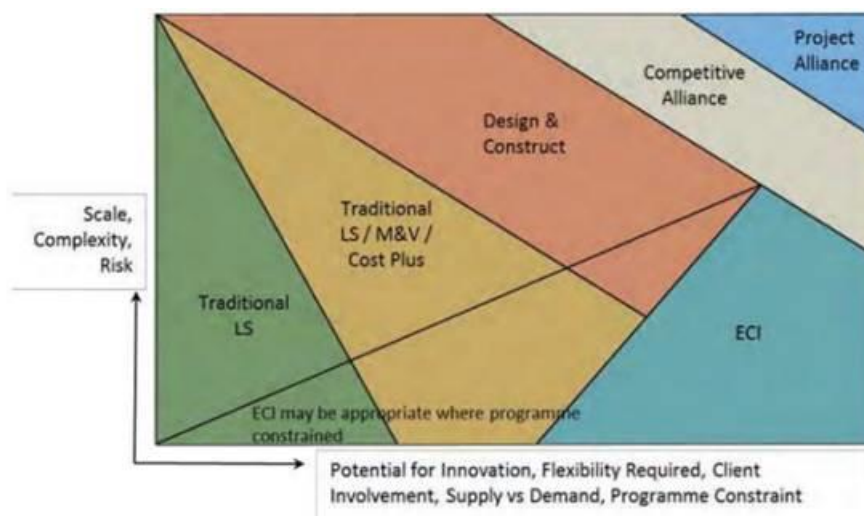 Project
Alliance
Competitive
Alliance
Design &
Construct
Scale,
Complexity,
Risk
Traditional
LS / M&V /
Cost Plus
Traditional
LS
ECI
ECI may be appropriate where programme
constrained
Potential for Innovation, Flexibility Required, Client
Involvement, Supply vs Demand, Programme Constraint